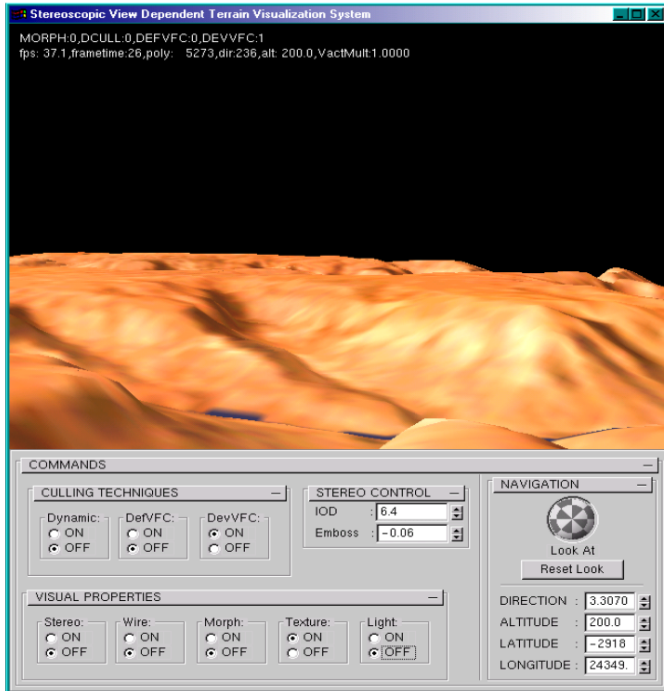 Stereoscopic View Dependent Terrain Visualization System
MORPH:0,DCULL:0,DEFVFC:0,DEVVFC:1
fps: 37.1,frametime:26,poly: 5273,dir:236,alt: 200.0,VactMult:1.0000
COMMANDS
CULLING TECHNIQUES
Dynamic: DefVFC: DevVFC:
ON ON ON
OFF OFF OFF
STEREO CONTROL
IOD : 6.4
Emboss : -0.06
NAVIGATION
Look At
Reset Look
DIRECTION : 3.3070
ALTITUDE : 200.0
LATITUDE : -2918
LONGITUDE : 24349.
VISUAL PROPERTIES
Stereo: Wire: Morph: Texture: Light:
ON ON ON ON ON
OFF OFF OFF OFF OFF